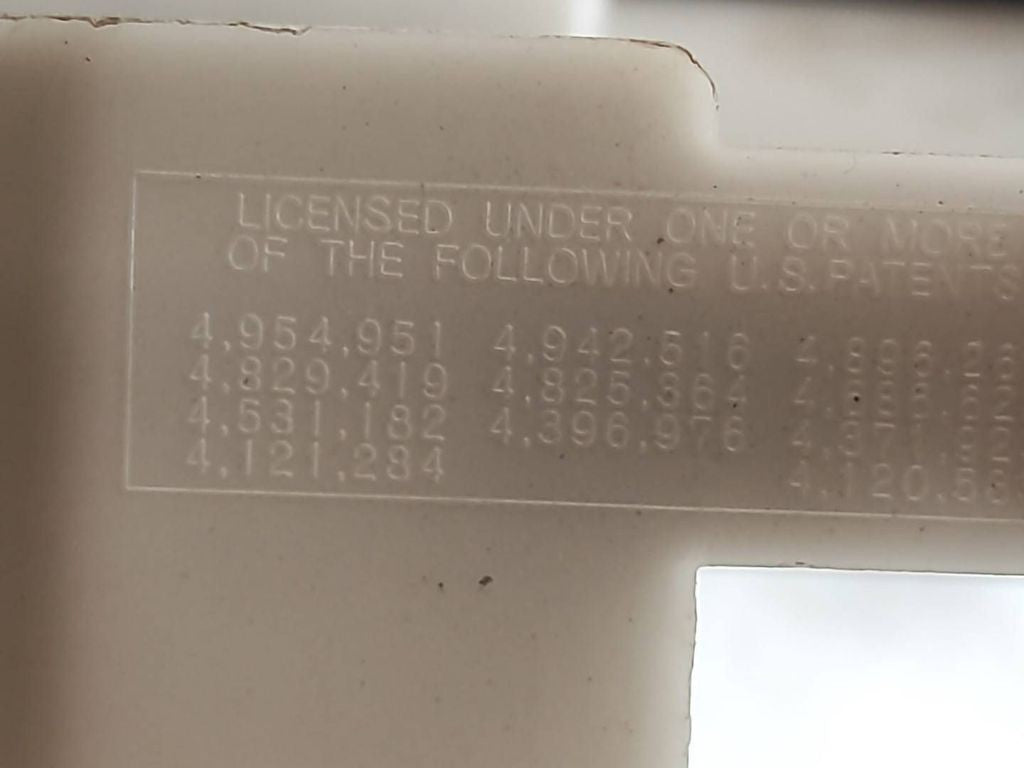 LICENSED UNDER ONE OR MORE
OF THE FOLLOWING U.S.PATENTS
4,954,951 4,942,516
4,829,419 4,825,364
4,531,182 4,396,976
4,121,284